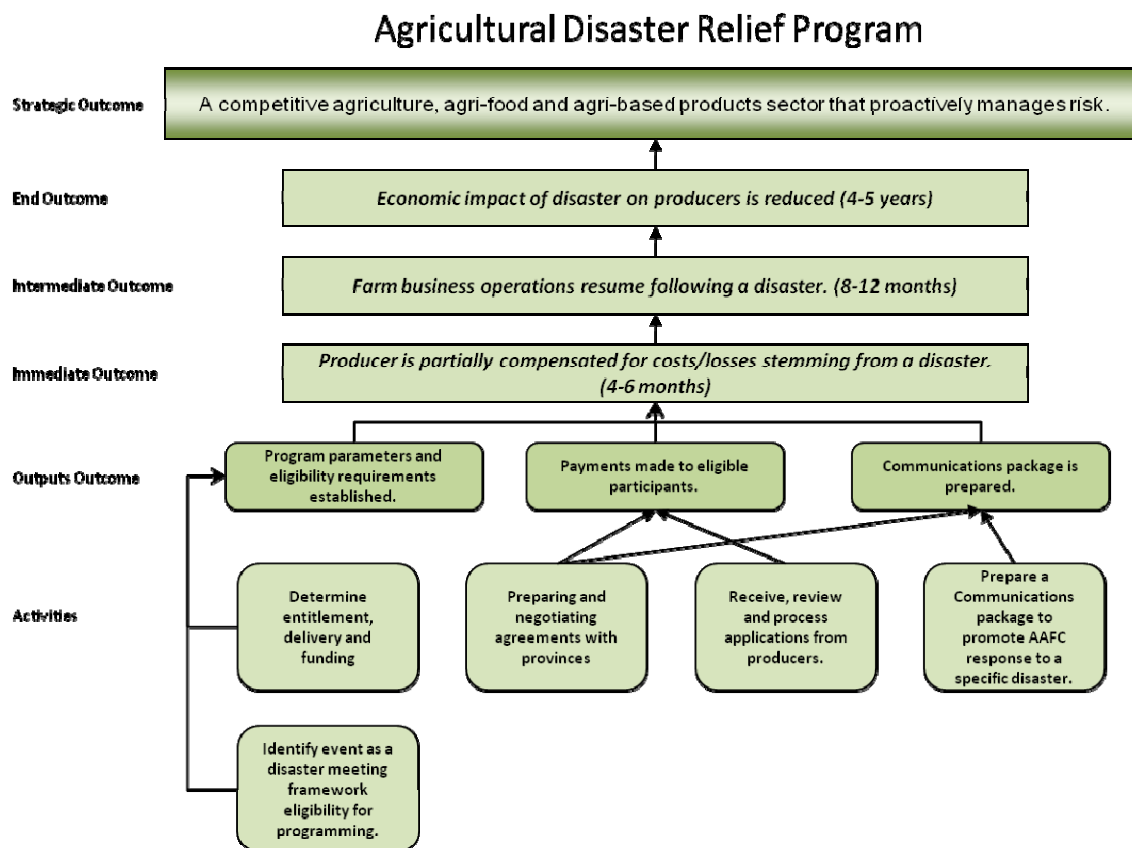 Agricultural Disaster Relief Program
Strategic Outcome
A competitive agriculture, agri-food and agri-based products sector that proactively manages risk.
End Outcome
Economic impact of disaster on producers is reduced (4-5 years)
Intermediate Outcome
Farm business operations resume following a disaster. (8-12 months)
Immediate Outcome
Producer is partially compensated for costs/losses stemming from a disaster.
(4-6 months)
Outputs Outcome
Program parameters and
eligibility requirements
established.
Payments made to eligible
participants.
Communications package is
prepared.
Activities
Determine
entitlement,
delivery and
funding
Preparing and
negotiating
agreements with
provinces
Receive, review
and process
applications from
producers.
Prepare a
Communications
package to
promote AAFC
response to a
specific disaster.
Identify event as a
disaster meeting
framework
eligibility for
programming.